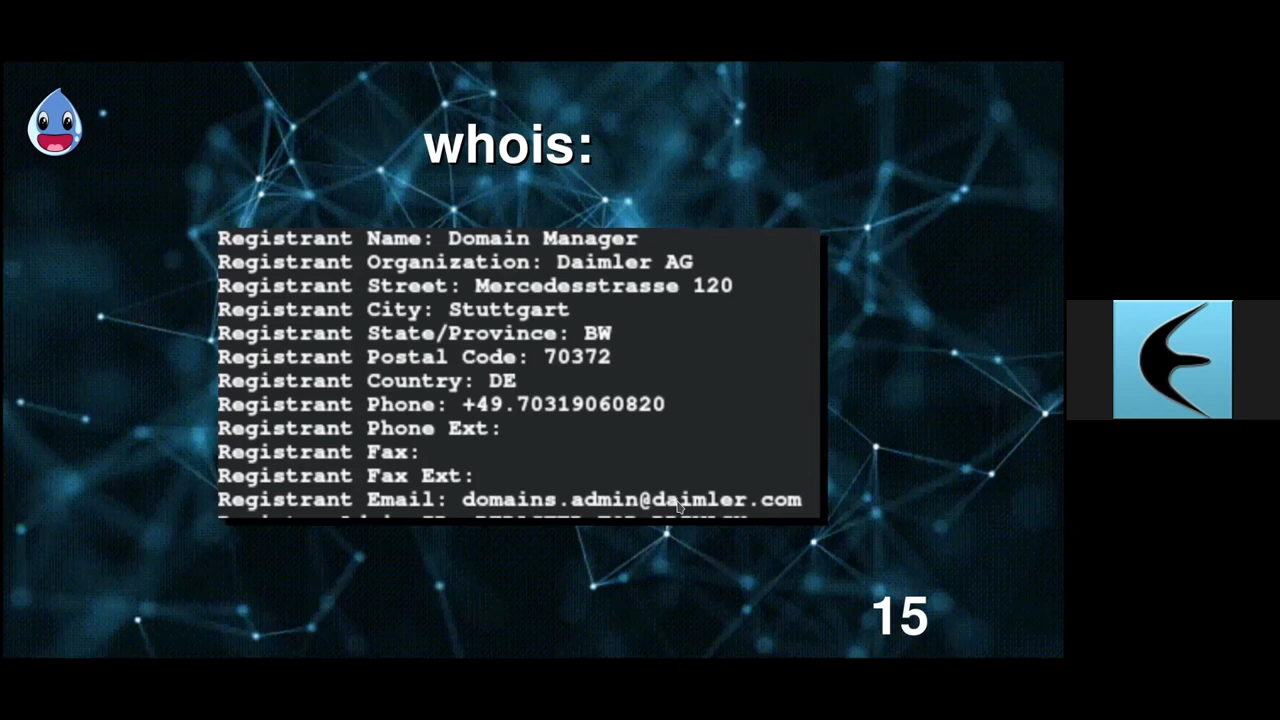 whois:
Registrant Name: Domain Manager
Registrant Organization: Daimler AG
Registrant Street: Mercedesstrasse 120
Registrant City: Stuttgart
Registrant State/Province: BW
Registrant Postal Code: 70372
Registrant Country: DE
Registrant Phone: +49.70319060820
Registrant Phone Ext:
Registrant Fax:
Registrant Fax Ext:
Registrant Email: domains.admin@daimler.com
15